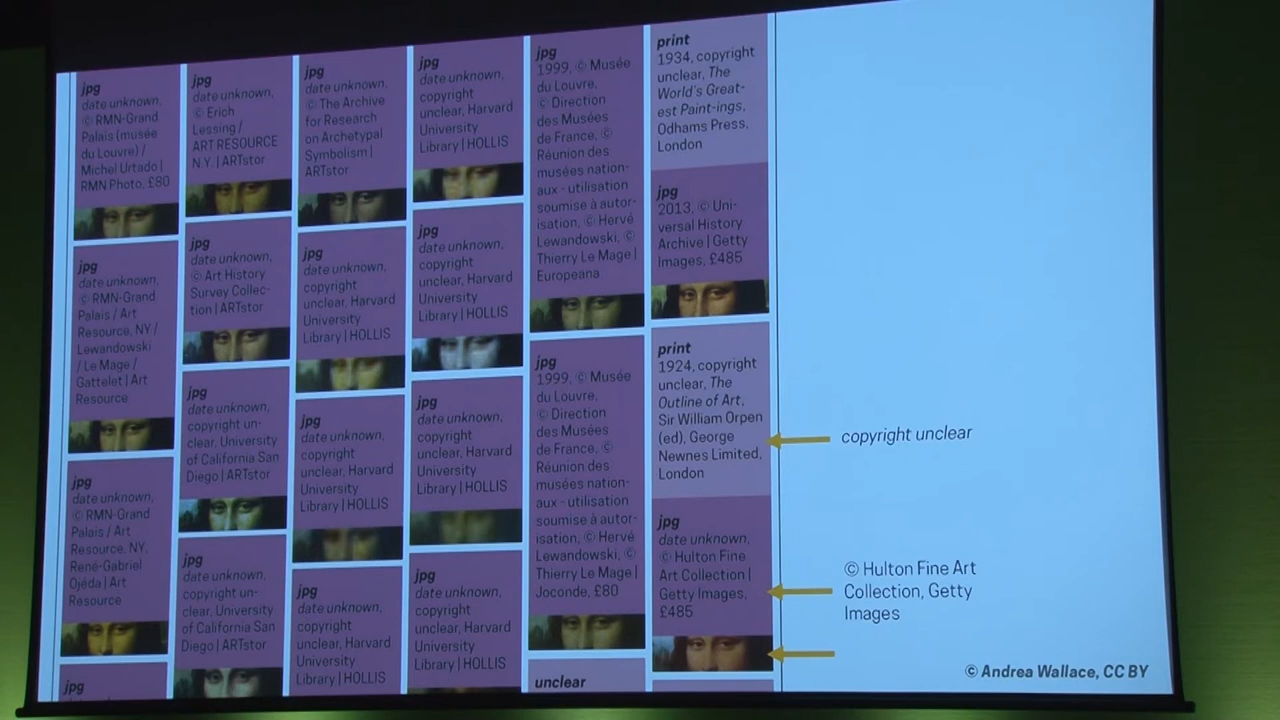 jpg
date unknown,
© RMN-Grand
Palais (musée
du Louvre) /
Michel Urtado |
RMN Photo, £80
jpg
date unknown,
© RMN-Grand
Palais / Art
Resource, NY /
Lewandowski
/ Le Mage /
Gattelet | Art
Resource
jpg
date unknown,
© RMN-Grand
Palais / Art
Resource, NY,
René-Gabriel
Ojéda | Art
Resource
jpg
jpg
date unknown,
© Erich
Lessing /
ART RESOURCE
N.Y. | ARTstor
jpg
date unknown,
© Art History
Survey Collec-
tion | ARTstor
jpg
date unknown,
copyright un-
clear, University
of California San
Diego | ARTstor
jpg
date unknown,
copyright un-
clear, University
of California San
Diego | ARTstor
jpg
date unknown,
© The Archive
for Research
on Archetypal
Symbolism |
ARTstor
jpg
date unknown,
copyright
unclear, Harvard
University
Library | HOLLIS
jpg
date unknown,
copyright
unclear, Harvard
University
Library | HOLLIS
jpg
date unknown,
copyright
unclear, Harvard
University
Library | HOLLIS
jpg
date unknown,
copyright
unclear, Harvard
University
Library | HOLLIS
jpg
date unknown,
copyright
unclear, Harvard
University
Library | HOLLIS
jpg
date unknown,
copyright
unclear, Harvard
University
Library | HOLLIS
jpg
date unknown,
copyright
unclear, Harvard
University
Library | HOLLIS
jpg
1999, © Musée
du Louvre,
© Direction
des Musées
de France, ©
Réunion des
musées nation-
aux - utilisation
soumise à autor-
isation, © Hervé
Lewandowski, ©
Thierry Le Mage |
Europeana
jpg
1999, © Musée
du Louvre,
© Direction
des Musées
de France, ©
Réunion des
musées nation-
aux - utilisation
soumise à autor-
isation, © Hervé
Lewandowski, ©
Thierry Le Mage |
Joconde, £80
unclear
print
1934, copyright
unclear, The
World's Great-
est Paint-ings,
Odhams Press,
London
jpg
2013, © Uni-
versal History
Archive | Getty
Images, £485
print
1924, copyright
unclear, The
Outline of Art,
Sir William Orpen
(ed), George
Newnes Limited,
London
jpg
date unknown,
© Hulton Fine
Art Collection |
Getty Images,
£485
copyright unclear
© Hulton Fine Art
Collection, Getty
Images
© Andrea Wallace, CC BY